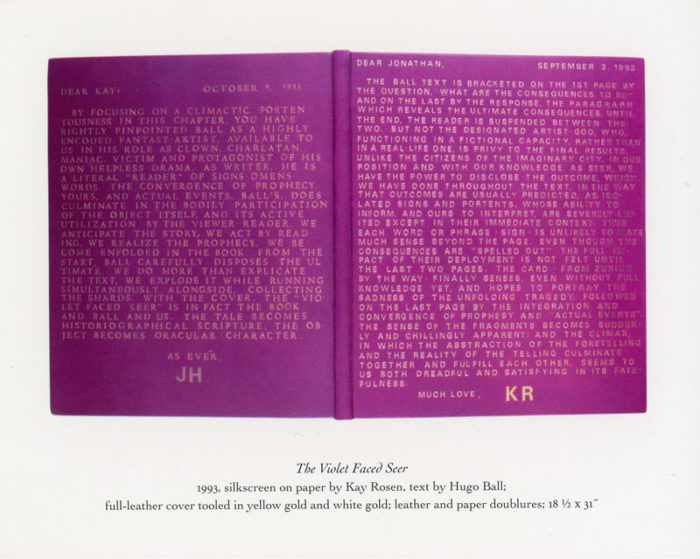 DEAR KAY: OCTOBER 9, 1993
BY FOCUSING ON A CLIMACTIC PORTEN
TOUSNESS IN THIS CHAPTER, YOU HAVE
RIGHTLY PINPOINTED BALL AS A HIGHLY
ENCODED FANTASY-ARTIST, AVAILABLE TO
US IN HIS ROLE AS CLOWN, CHARLATAN,
MANIAC, VICTIM AND PROTAGONIST OF HIS
OWN HELPLESS DRAMA. AS WRITER, HE IS
A LITERAL "READER" OF SIGNS OMENS
WORDS. THE CONVERGENCE OF PROPHECY,
YOURS, AND ACTUAL EVENTS, BALL'S, DOES
CULMINATE IN THE BODILY PARTICIPATION
OF THE OBJECT ITSELF, AND ITS ACTIVE
UTILIZATION BY THE VIEWER READER. WE
ANTICIPATE THE STORY, WE ACT BY READ
ING, WE REALIZE THE PROPHECY, WE BE
COME ENFOLDED IN THE BOOK. FROM THE
START, BALL CAREFULLY DISPOSES THE UL
TIMATE. WE DO MORE THAN EXPLICATE
THE TEXT, WE EXPLODE IT WHILE RUNNING
SIMULTANEOUSLY ALONGSIDE, COLLECTING
THE SHARDS. WITH THE COVER, THE "VIO
LET FACED SEER" IS IN FACT THE BOOK
AND BALL AND US. THE TALE BECOMES
HISTORIOGRAPHICAL SCRIPTURE; THE OB
JECT BECOMES ORACULAR CHARACTER
AS EVER,
JH
DEAR JONATHAN, SEPTEMBER 3, 1993
THE BALL TEXT IS BRACKETED ON THE 1ST PAGE BY
THE QUESTION, WHAT ARE THE CONSEQUENCES TO BE?
AND ON THE LAST BY THE RESPONSE, THE PARAGRAPH
WHICH REVEALS THE ULTIMATE CONSEQUENCES. UNTIL
THE END, THE READER IS SUSPENDED BETWEEN THE
TWO. BUT NOT THE DESIGNATED ARTIST-GOD, WHO,
FUNCTIONING IN A FICTIONAL CAPACITY, RATHER THAN
IN A REAL-LIFE ONE, IS PRIVY TO THE FINAL RESULTS.
UNLIKE THE CITIZENS OF THE IMAGINARY CITY, IN OUR
POSITION AND WITH OUR KNOWLEDGE AS SEER, WE
HAVE THE POWER TO DISCLOSE THE OUTCOME, WHICH
WE HAVE DONE THROUGHOUT THE TEXT, IN THE WAY
THAT OUTCOMES ARE USUALLY PREDICTED, AS ISO-
LATED SIGNS AND PORTENTS, WHOSE ABILITY TO
INFORM, AND OURS TO INTERPRET, ARE SEVERELY LIM-
ITED EXCEPT IN THEIR IMMEDIATE CONTEXT. THUS
EACH WORD OR PHRASE - SIGN - IS UNLIKELY TO MAKE
MUCH SENSE BEYOND THE PAGE, EVEN THOUGH THE
CONSEQUENCES ARE "SPELLED OUT". THE FULL IM-
PACT OF THEIR DEPLOYMENT IS NOT FELT UNTIL
THE LAST TWO PAGES. THE CARD - FROM ZURICH
BY THE WAY - FINALLY SENSES, EVEN WITHOUT FULL
KNOWLEDGE YET, AND HOPES TO PORTRAY THE
SADNESS OF THE UNFOLDING TRAGEDY, FOLLOWED
ON THE LAST PAGE BY THE INTEGRATION AND
CONVERGENCE OF PROPHECY AND "ACTUAL EVENTS".
THE SENSE OF THE FRAGMENTS BECOMES SUDDEN-
LY AND CHILLINGLY APPARENT; AND THE CLIMAX,
IN WHICH THE ABSTRACTION OF THE FORETELLING
AND THE REALITY OF THE TELLING CULMINATE
TOGETHER AND FULFILL EACH OTHER, SEEMS TO
US BOTH DREADFUL AND SATISFYING IN ITS FATE-
FULNESS.
MUCH LOVE, KR
The Violet Faced Seer
1993, silkscreen on paper by Kay Rosen, text by Hugo Ball;
full-leather cover tooled in yellow gold and white gold; leather and paper doublures; 18 ½ x 31″